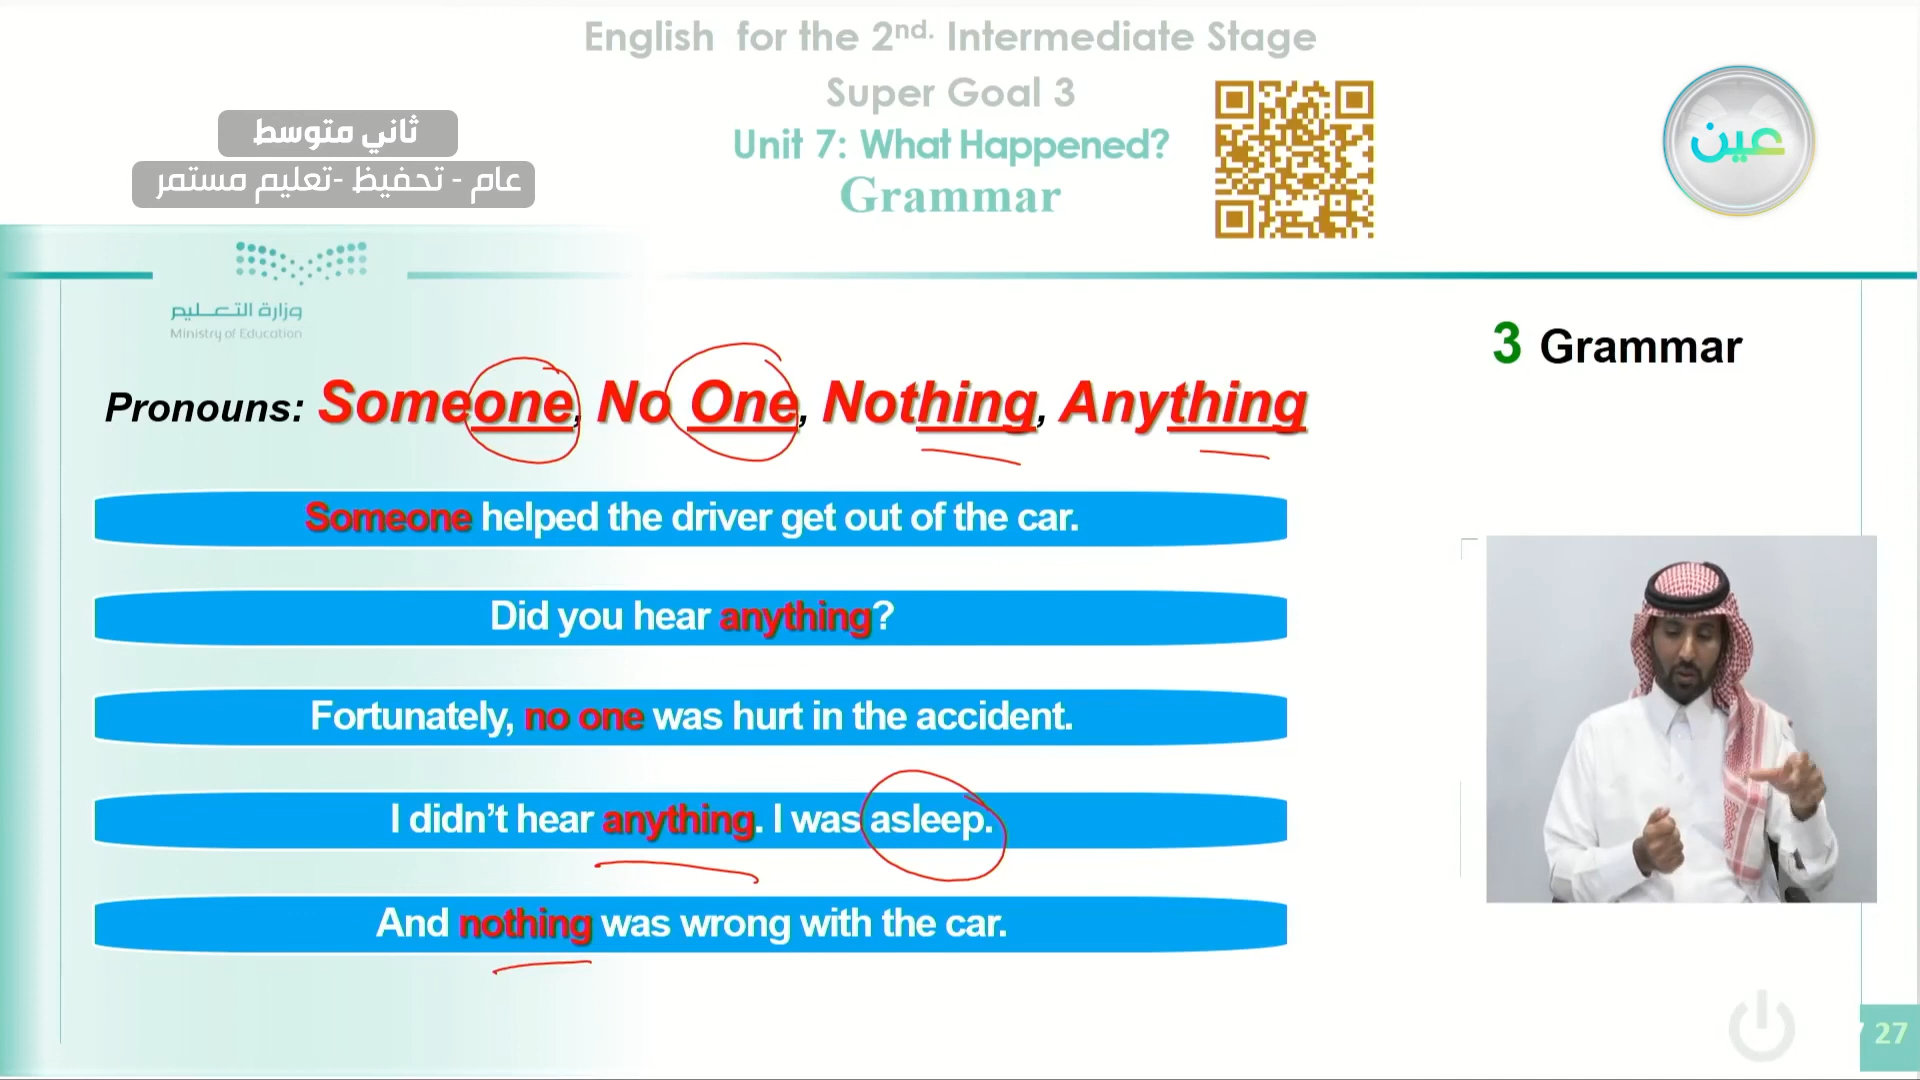 English for the 2nd. Intermediate Stage
Super Goal 3
Unit 7: What Happened?
Grammar
ثاني متوسط
عام - تحفيظ -تعليم مستمر
عين
وزارة التعليم
Ministry of Education
3 Grammar
Pronouns: Someone, No One, Nothing, Anything
Someone helped the driver get out of the car.
Did you hear anything?
Fortunately, no one was hurt in the accident.
I didn’t hear anything. I was asleep.
And nothing was wrong with the car.
27